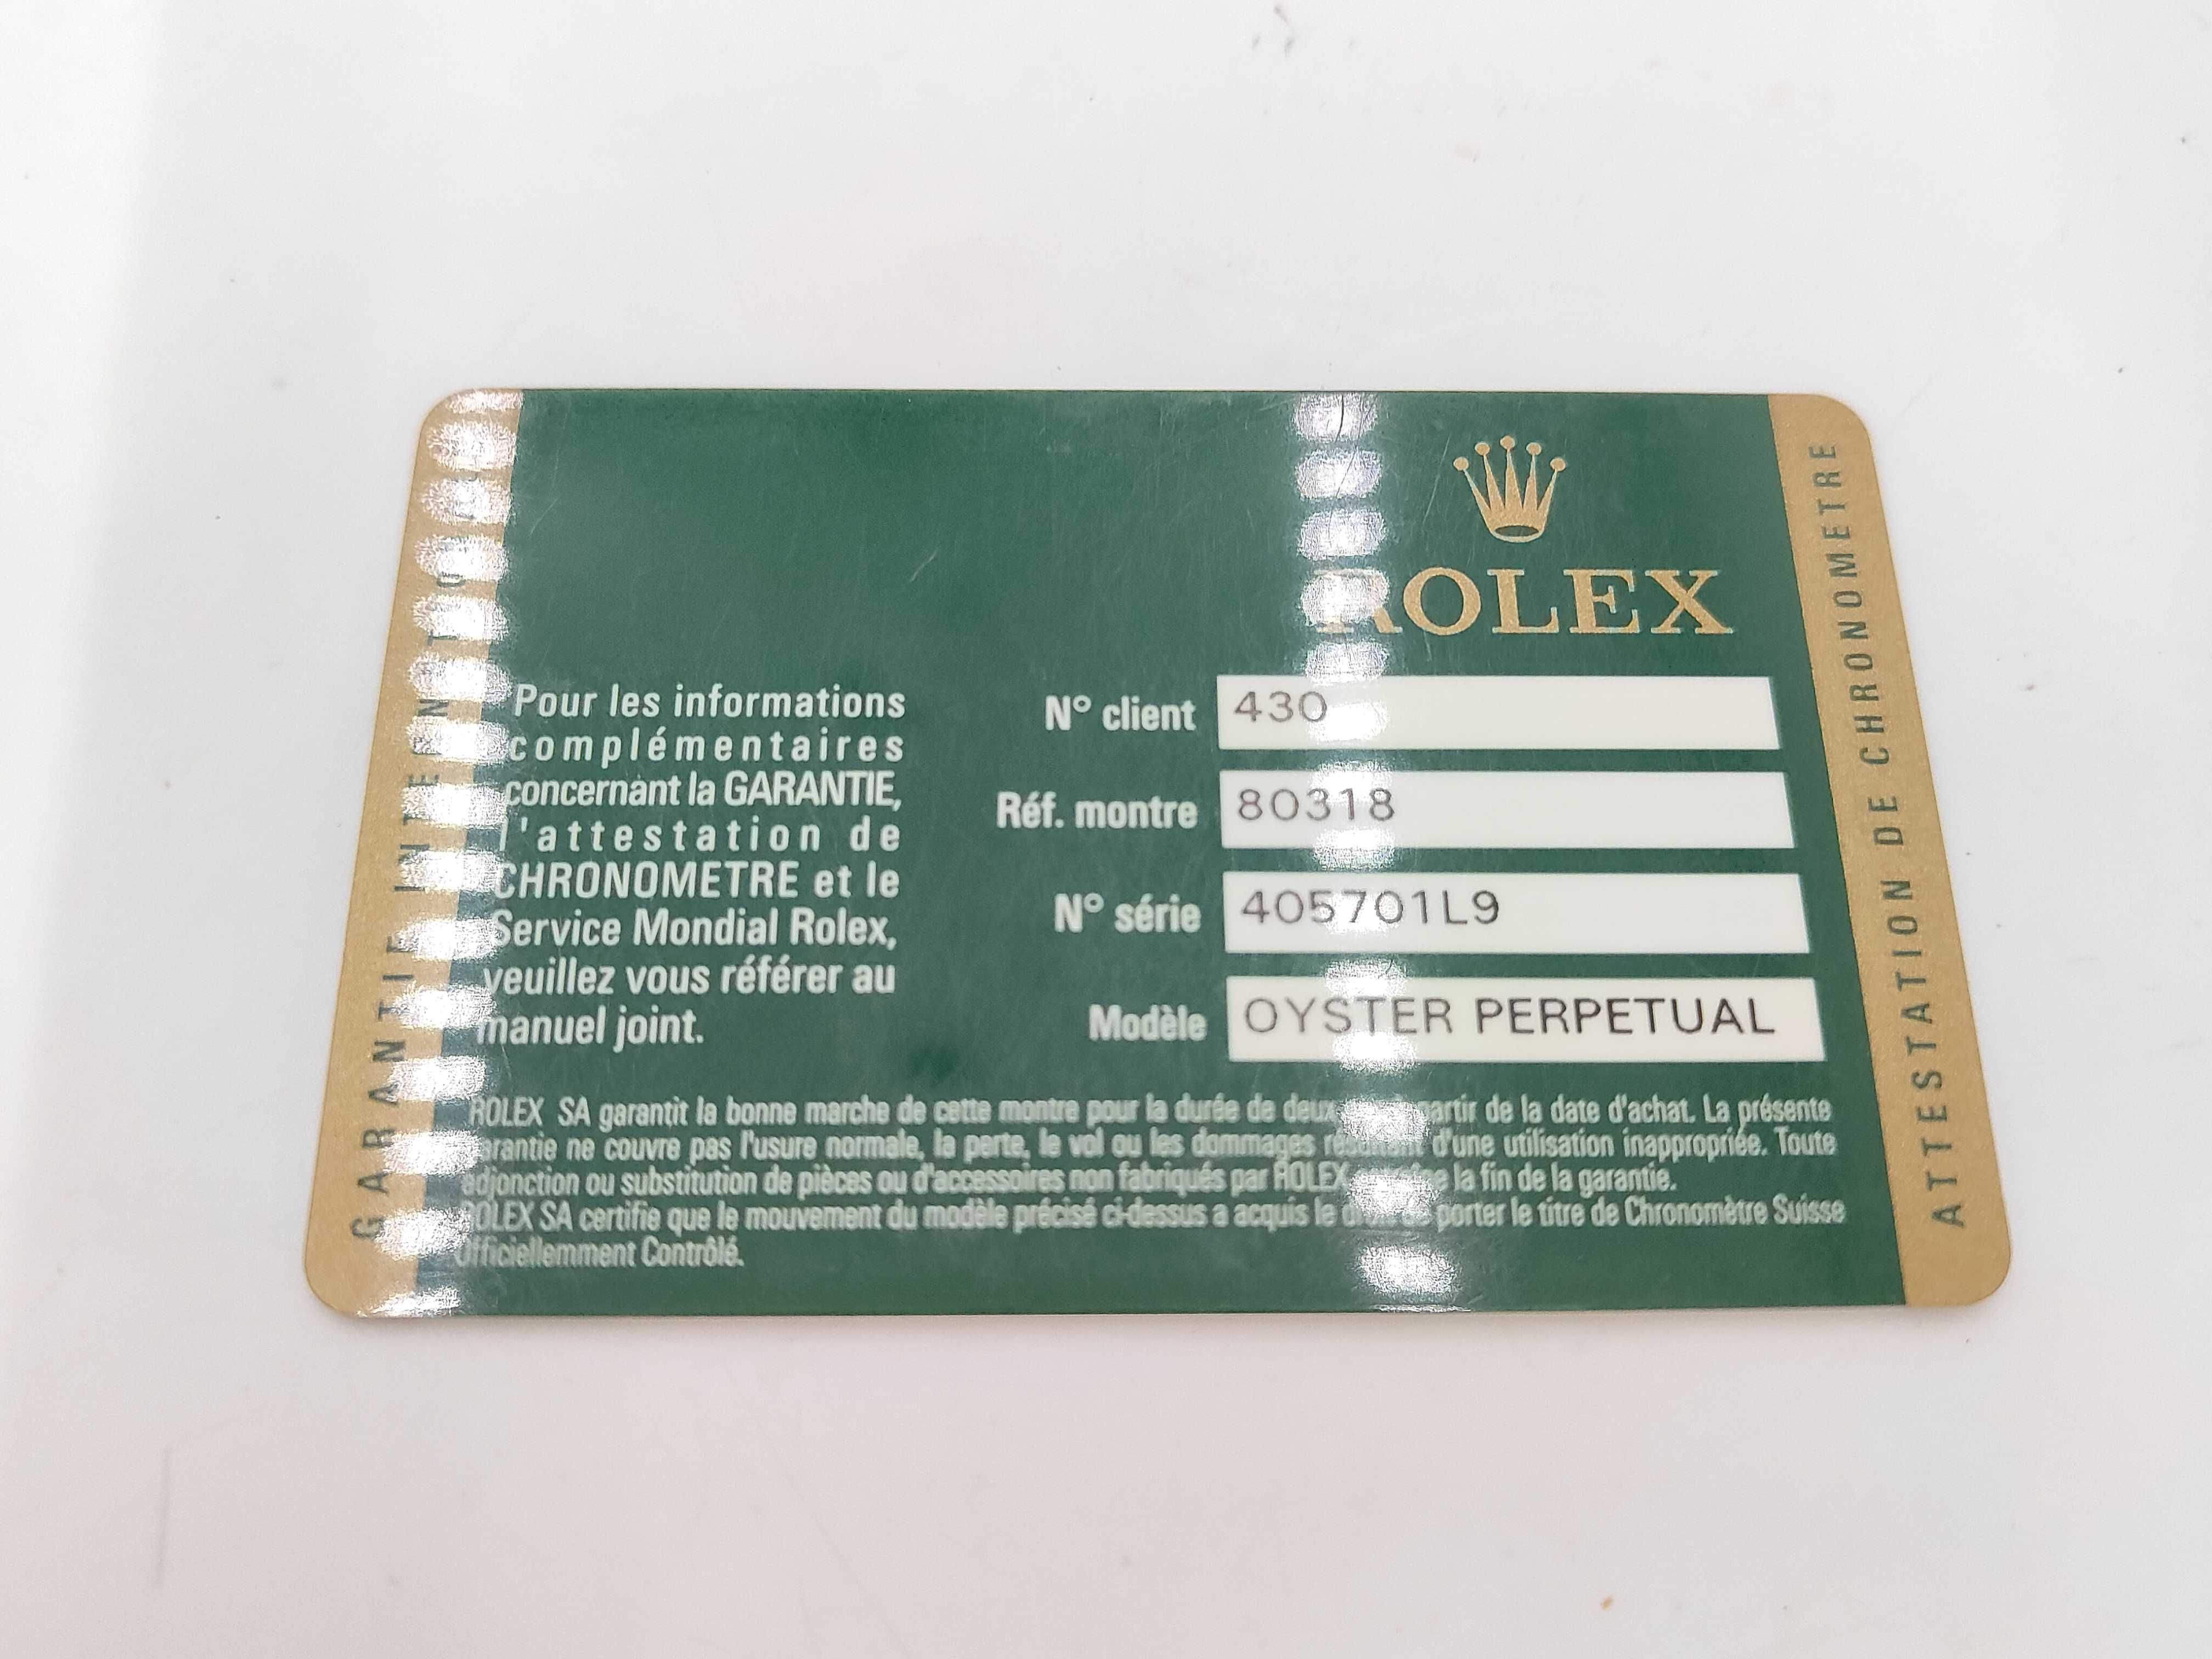 ROLEX
Pour les informations
complémentaires
concernant la GARANTIE,
l'attestation de
CHRONOMETRE et le
Service Mondial Rolex,
veuillez vous référer au
manuel joint.
N° client 430
Réf. montre 80318
N° série 405701L9
Modèle OYSTER PERPETUAL
ROLEX SA garantit la bonne marche de cette montre pour la durée de deux partir de la date d'achat. La présente
garantie ne couvre pas l'usure normale, la perte, le vol ou les dommages d'une utilisation inappropriée. Toute
adjonction ou substitution de pièces ou d'accessoires non fabriqués par ROLEX la fin de la garantie.
ROLEX SA certifie que le mouvement du modèle précisé ci-dessus a acquis le porter le titre de Chronomètre Suisse
Officiellemment Contrôlé.
GARANTIE
ATTESTATION DE CHRONOMETRE